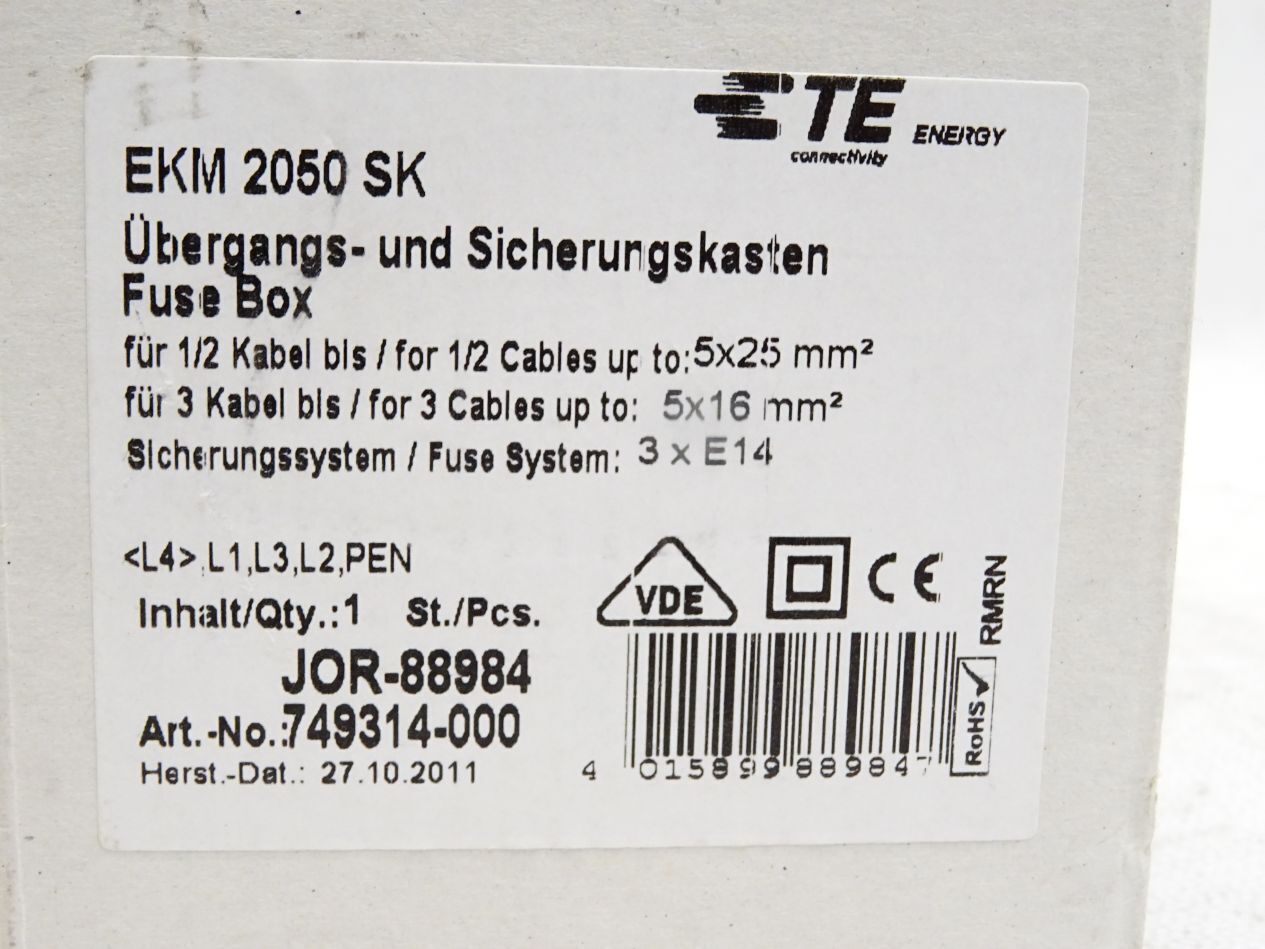 TE ENERGY
connectivity
EKM 2050 SK
Übergangs- und Sicherungskasten
Fuse Box
für 1/2 Kabel bis / for 1/2 Cables up to: 5x25 mm²
für 3 Kabel bis / for 3 Cables up to: 5x16 mm²
Sicherungssystem / Fuse System: 3 x E14
<L4>,L1,L3,L2,PEN
Inhalt/Qty.:1 St./Pcs.
JOR-88984
Art.-No.:749314-000
Herst.-Dat.: 27.10.2011
VDE
CE
RMRN
RoHS
4 015899 889847